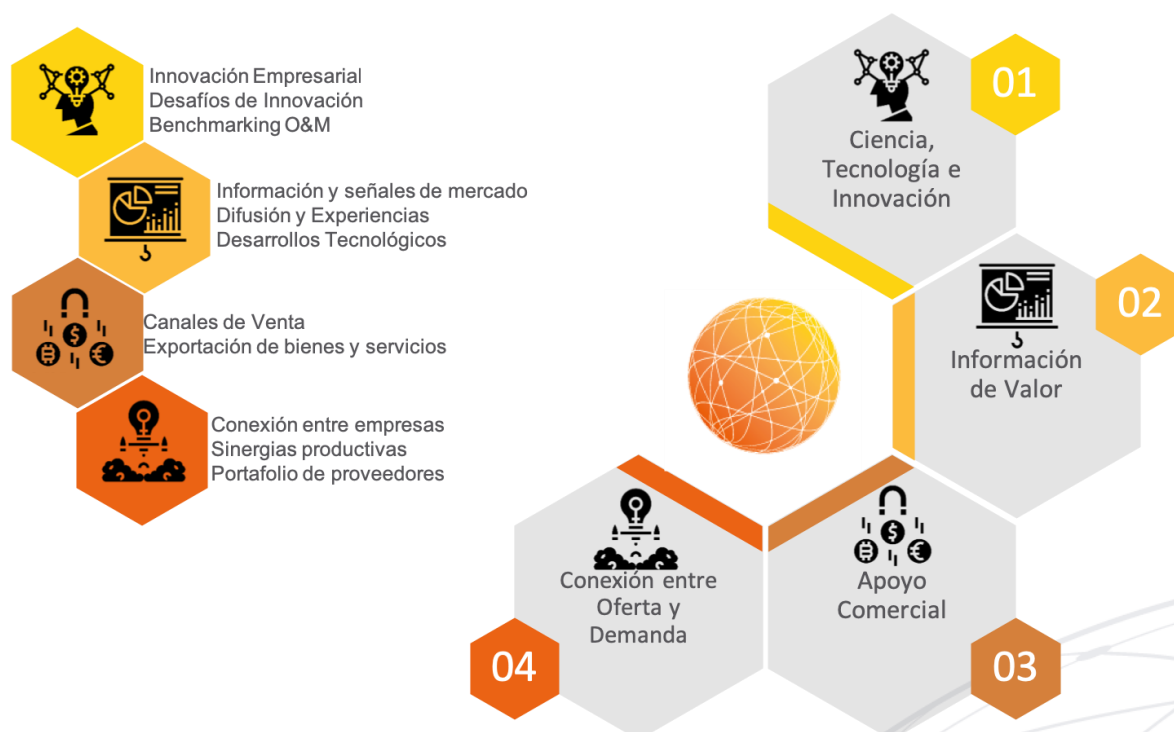 Innovación Empresarial
Desafíos de Innovación
Benchmarking O&M
Información y señales de mercado
Difusión y Experiencias
Desarrollos Tecnológicos
Canales de Venta
Exportación de bienes y servicios
Conexión entre empresas
Sinergias productivas
Portafolio de proveedores
01
Ciencia,
Tecnología e
Innovación
02
Información
de Valor
03
Apoyo
Comercial
04
Conexión entre
Oferta y
Demanda